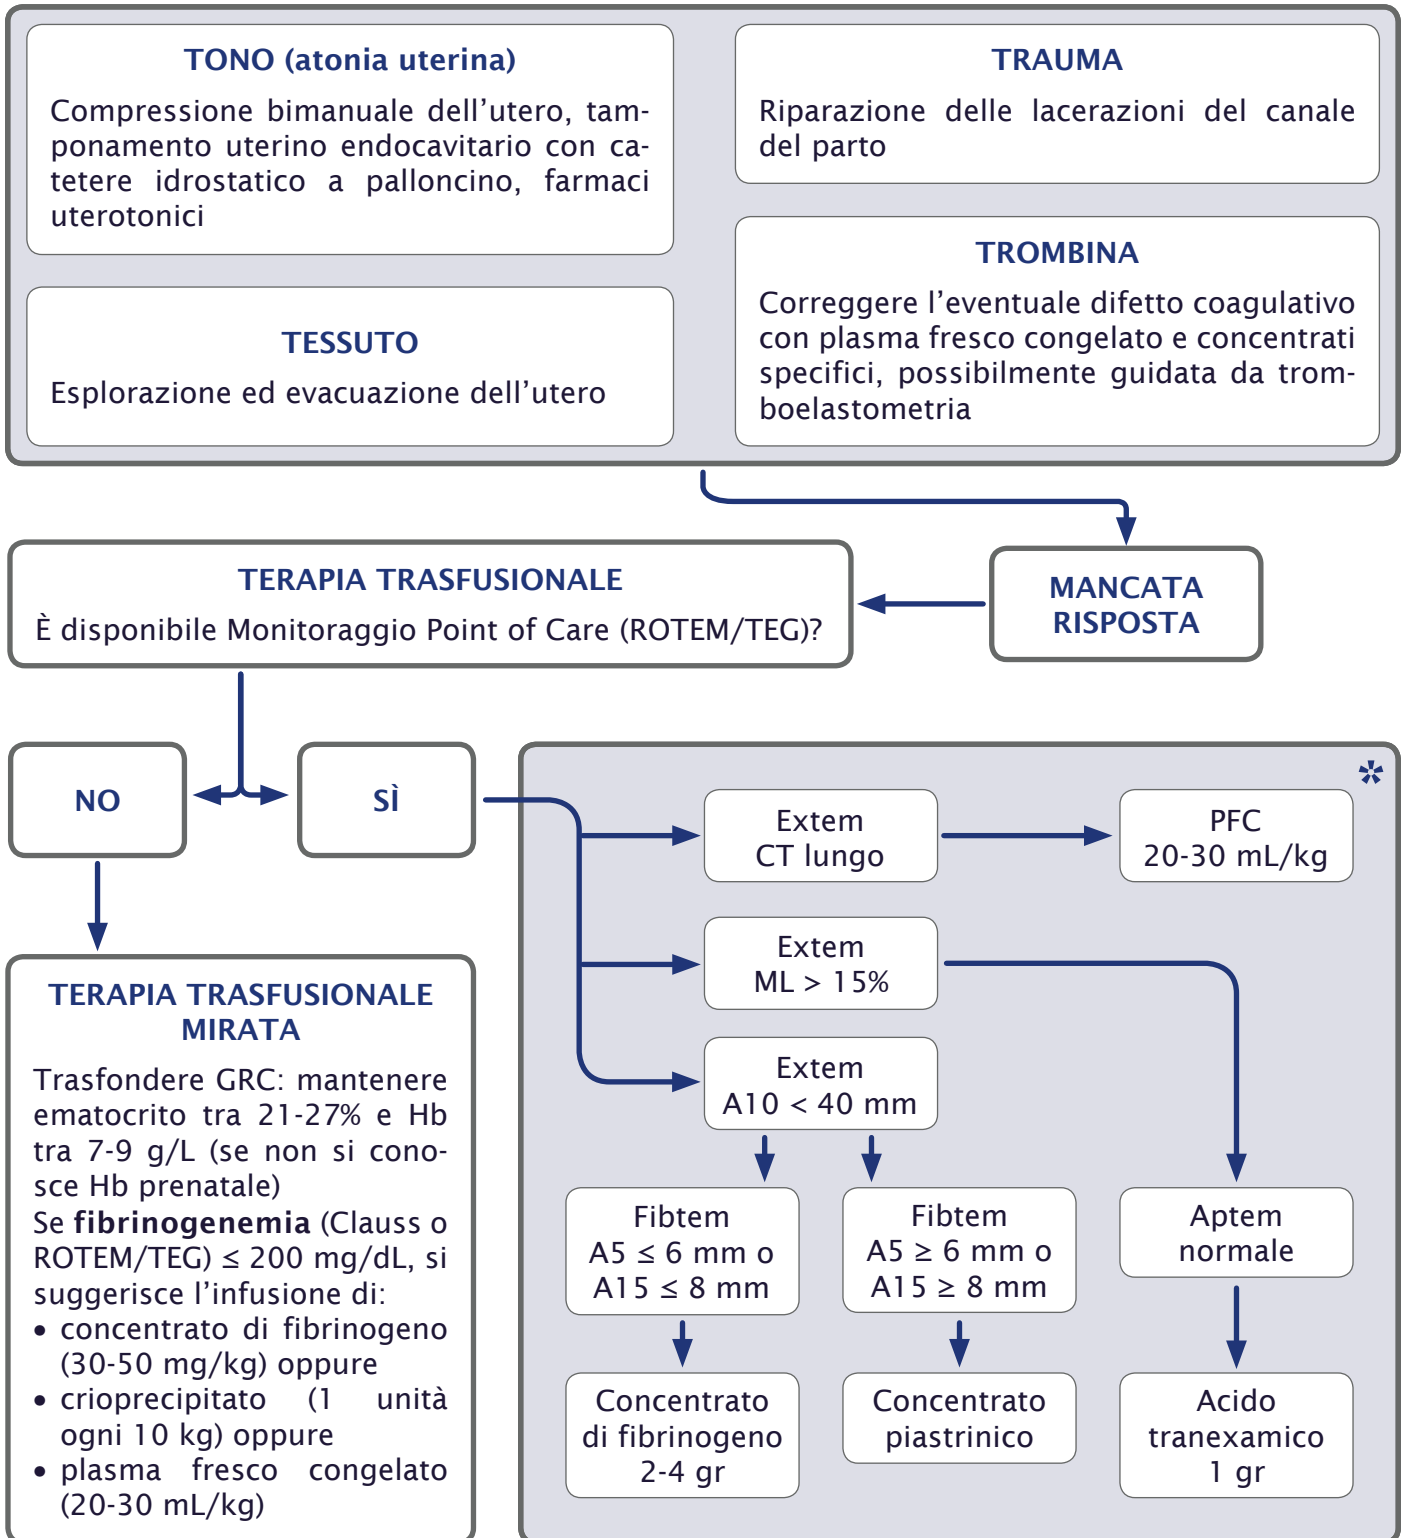 TONO (atonia uterina)
Compressione bimanuale dell'utero, tam-
ponamento uterino endocavitario con ca-
tetere idrostatico a palloncino, farmaci
uterotonici
TRAUMA
Riparazione delle lacerazioni del canale
del parto
TESSUTO
Esplorazione ed evacuazione dell'utero
TROMBINA
Correggere l'eventuale difetto coagulativo
con plasma fresco congelato e concentrati
specifici, possibilmente guidata da trom-
boelastometria
MANCATA
RISPOSTA
TERAPIA TRASFUSIONALE
È disponibile Monitoraggio Point of Care (ROTEM/TEG)?
NO
SÌ
TERAPIA TRASFUSIONALE
MIRATA
Trasfondere GRC: mantenere
ematocrito tra 21-27% e Hb
tra 7-9 g/L (se non si cono-
sce Hb prenatale)
Se fibrinogenemia (Clauss o
ROTEM/TEG) ≤ 200 mg/dL, si
suggerisce l'infusione di:
• concentrato di fibrinogeno
(30-50 mg/kg) oppure
• crioprecipitato (1 unità
ogni 10 kg) oppure
• plasma fresco congelato
(20-30 mL/kg)
*
Extem
CT lungo
PFC
20-30 mL/kg
Extem
ML > 15%
Extem
A10 < 40 mm
Fibtem
A5 ≤ 6 mm o
A15 ≤ 8 mm
Fibtem
A5 ≥ 6 mm o
A15 ≥ 8 mm
Aptem
normale
Concentrato
di fibrinogeno
2-4 gr
Concentrato
piastrinico
Acido
tranexamico
1 gr